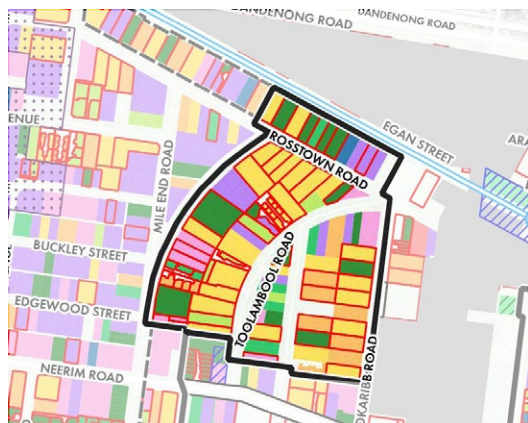 DANDENONG ROAD
DANDENONG ROAD
EGAN STREET
ENUE
ROSSTOWN ROAD
MILE END ROAD
BUCKLEY STREET
TOOLAMBOOL ROAD
EDGEWOOD STREET
NEERIM ROAD
OKARIBB ROAD